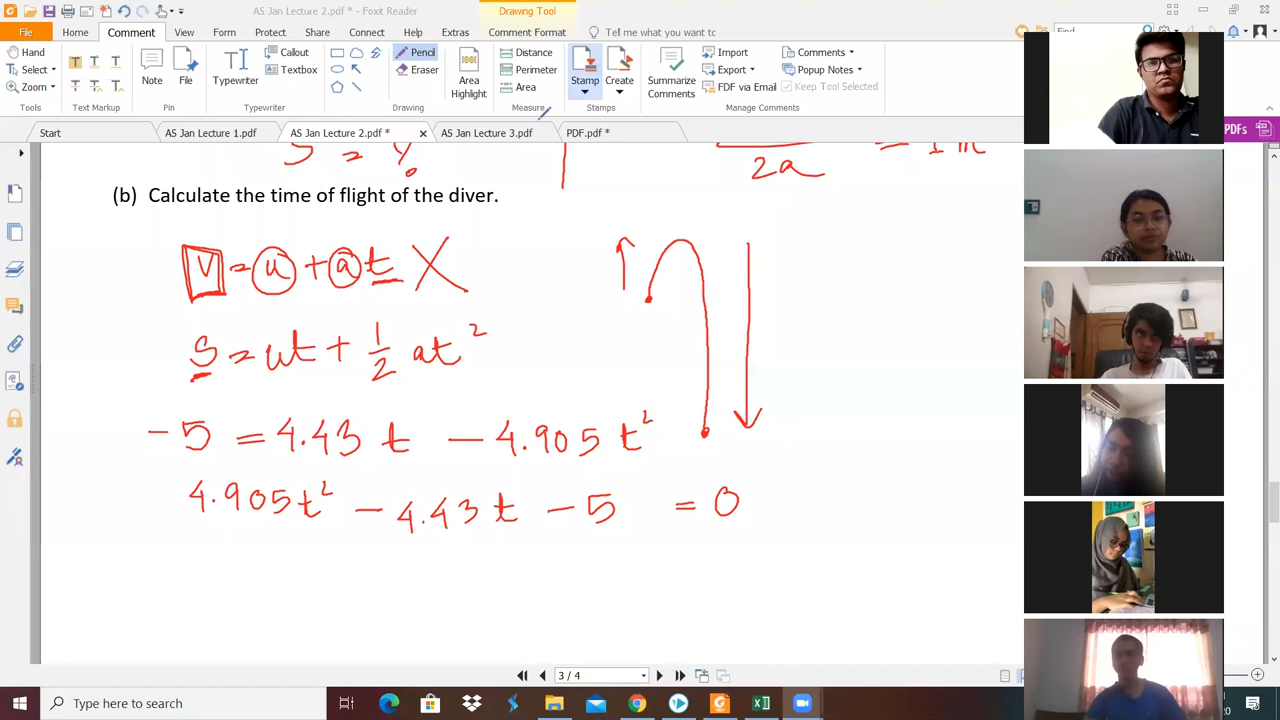 AS Jan Lecture 2.pdf * - Foxit Reader
Drawing Tool
File Home Comment View Form Protect Share Connect Help Extras Comment Format Tell me what you want tc Find
Hand
Select
Zoom
Tools
Text Markup
Note File
Pin
Typewriter
Callout
Textbox
Typewriter
Pencil
Eraser
Drawing
Area Highlight
Distance
Perimeter
Area
Measure
Stamp Create
Stamps
Summarize Comments
Import
Export
FDF via Email
Comments
Popup Notes
Keep Tool Selected
Manage Comments
Start AS Jan Lecture 1.pdf AS Jan Lecture 2.pdf * AS Jan Lecture 3.pdf PDF.pdf * PDFs
2a
(b) Calculate the time of flight of the diver.
V = u + at X
S = ut + 1/2 at²
- 5 = 4.43 t - 4.905 t²
4.905t² - 4.43 t - 5 = 0
3 / 4
Type here to search